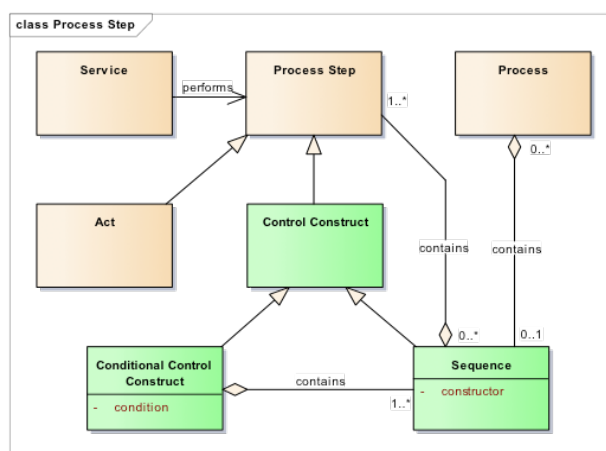 class Process Step
Service
Process Step
Process
performs
1..*
0..*
Act
Control Construct
contains
contains
0..*
0..1
Conditional Control
Construct
Sequence
contains
- condition
1..*
- constructor